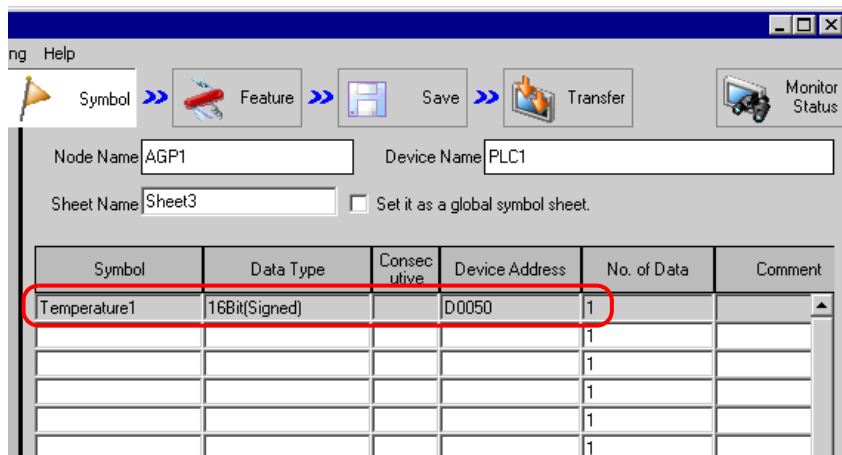 ng Help
Symbol Feature Save Transfer Monitor Status
Node Name AGP1 Device Name PLC1
Sheet Name Sheet3 Set it as a global symbol sheet.
Symbol Data Type Consec utive Device Address No. of Data Comment
Temperature1 16Bit(Signed) D0050 1
1
1
1
1
1